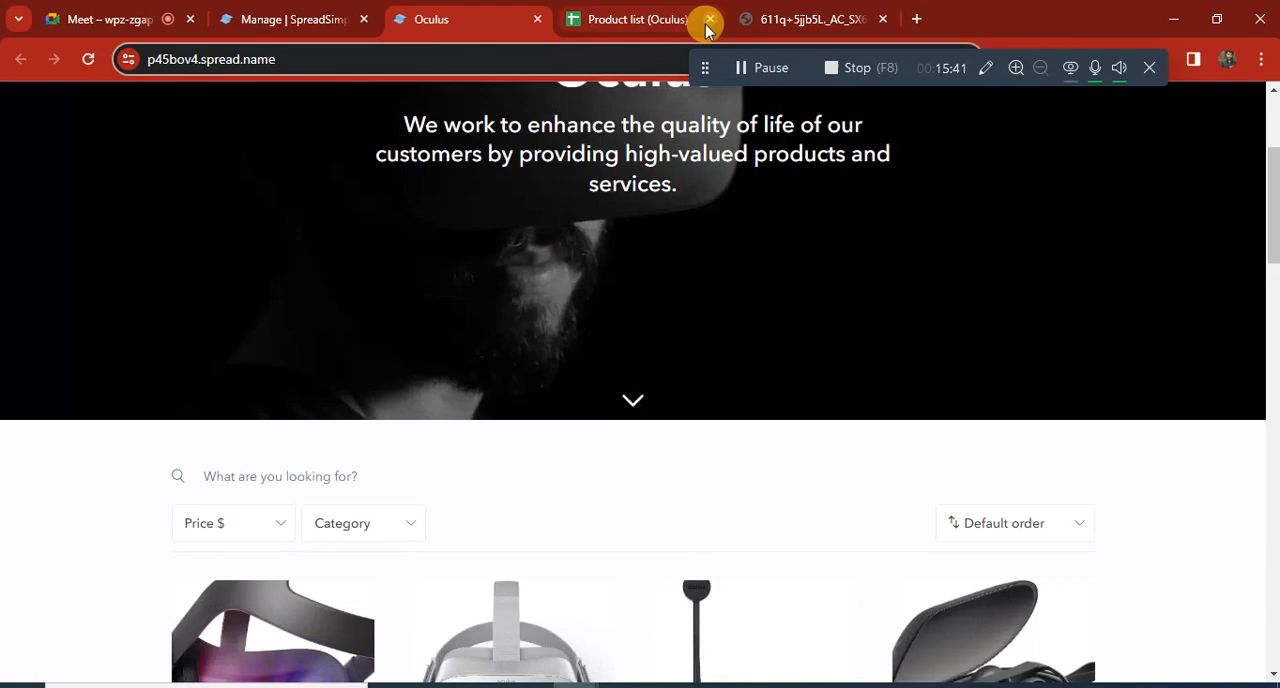 Meet – wpz-zgap
Manage | SpreadSimp
Oculus
Product list (Oculus)
611q+5jjb5L._AC_SX6
p45bov4.spread.name
Pause
Stop (F8)
00:15:41
We work to enhance the quality of life of our
customers by providing high-valued products and
services.
What are you looking for?
Price $
Category
Default order